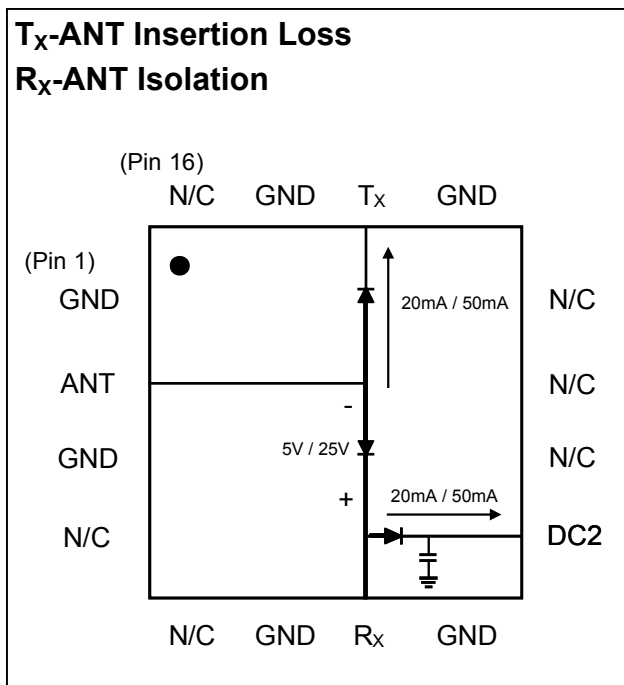 Tx-ANT Insertion Loss
Rx-ANT Isolation
(Pin 16)
N/C GND Tx GND
(Pin 1)
GND 20mA / 50mA N/C
ANT N/C
-
GND 5V / 25V N/C
+
20mA / 50mA
N/C DC2
N/C GND Rx GND